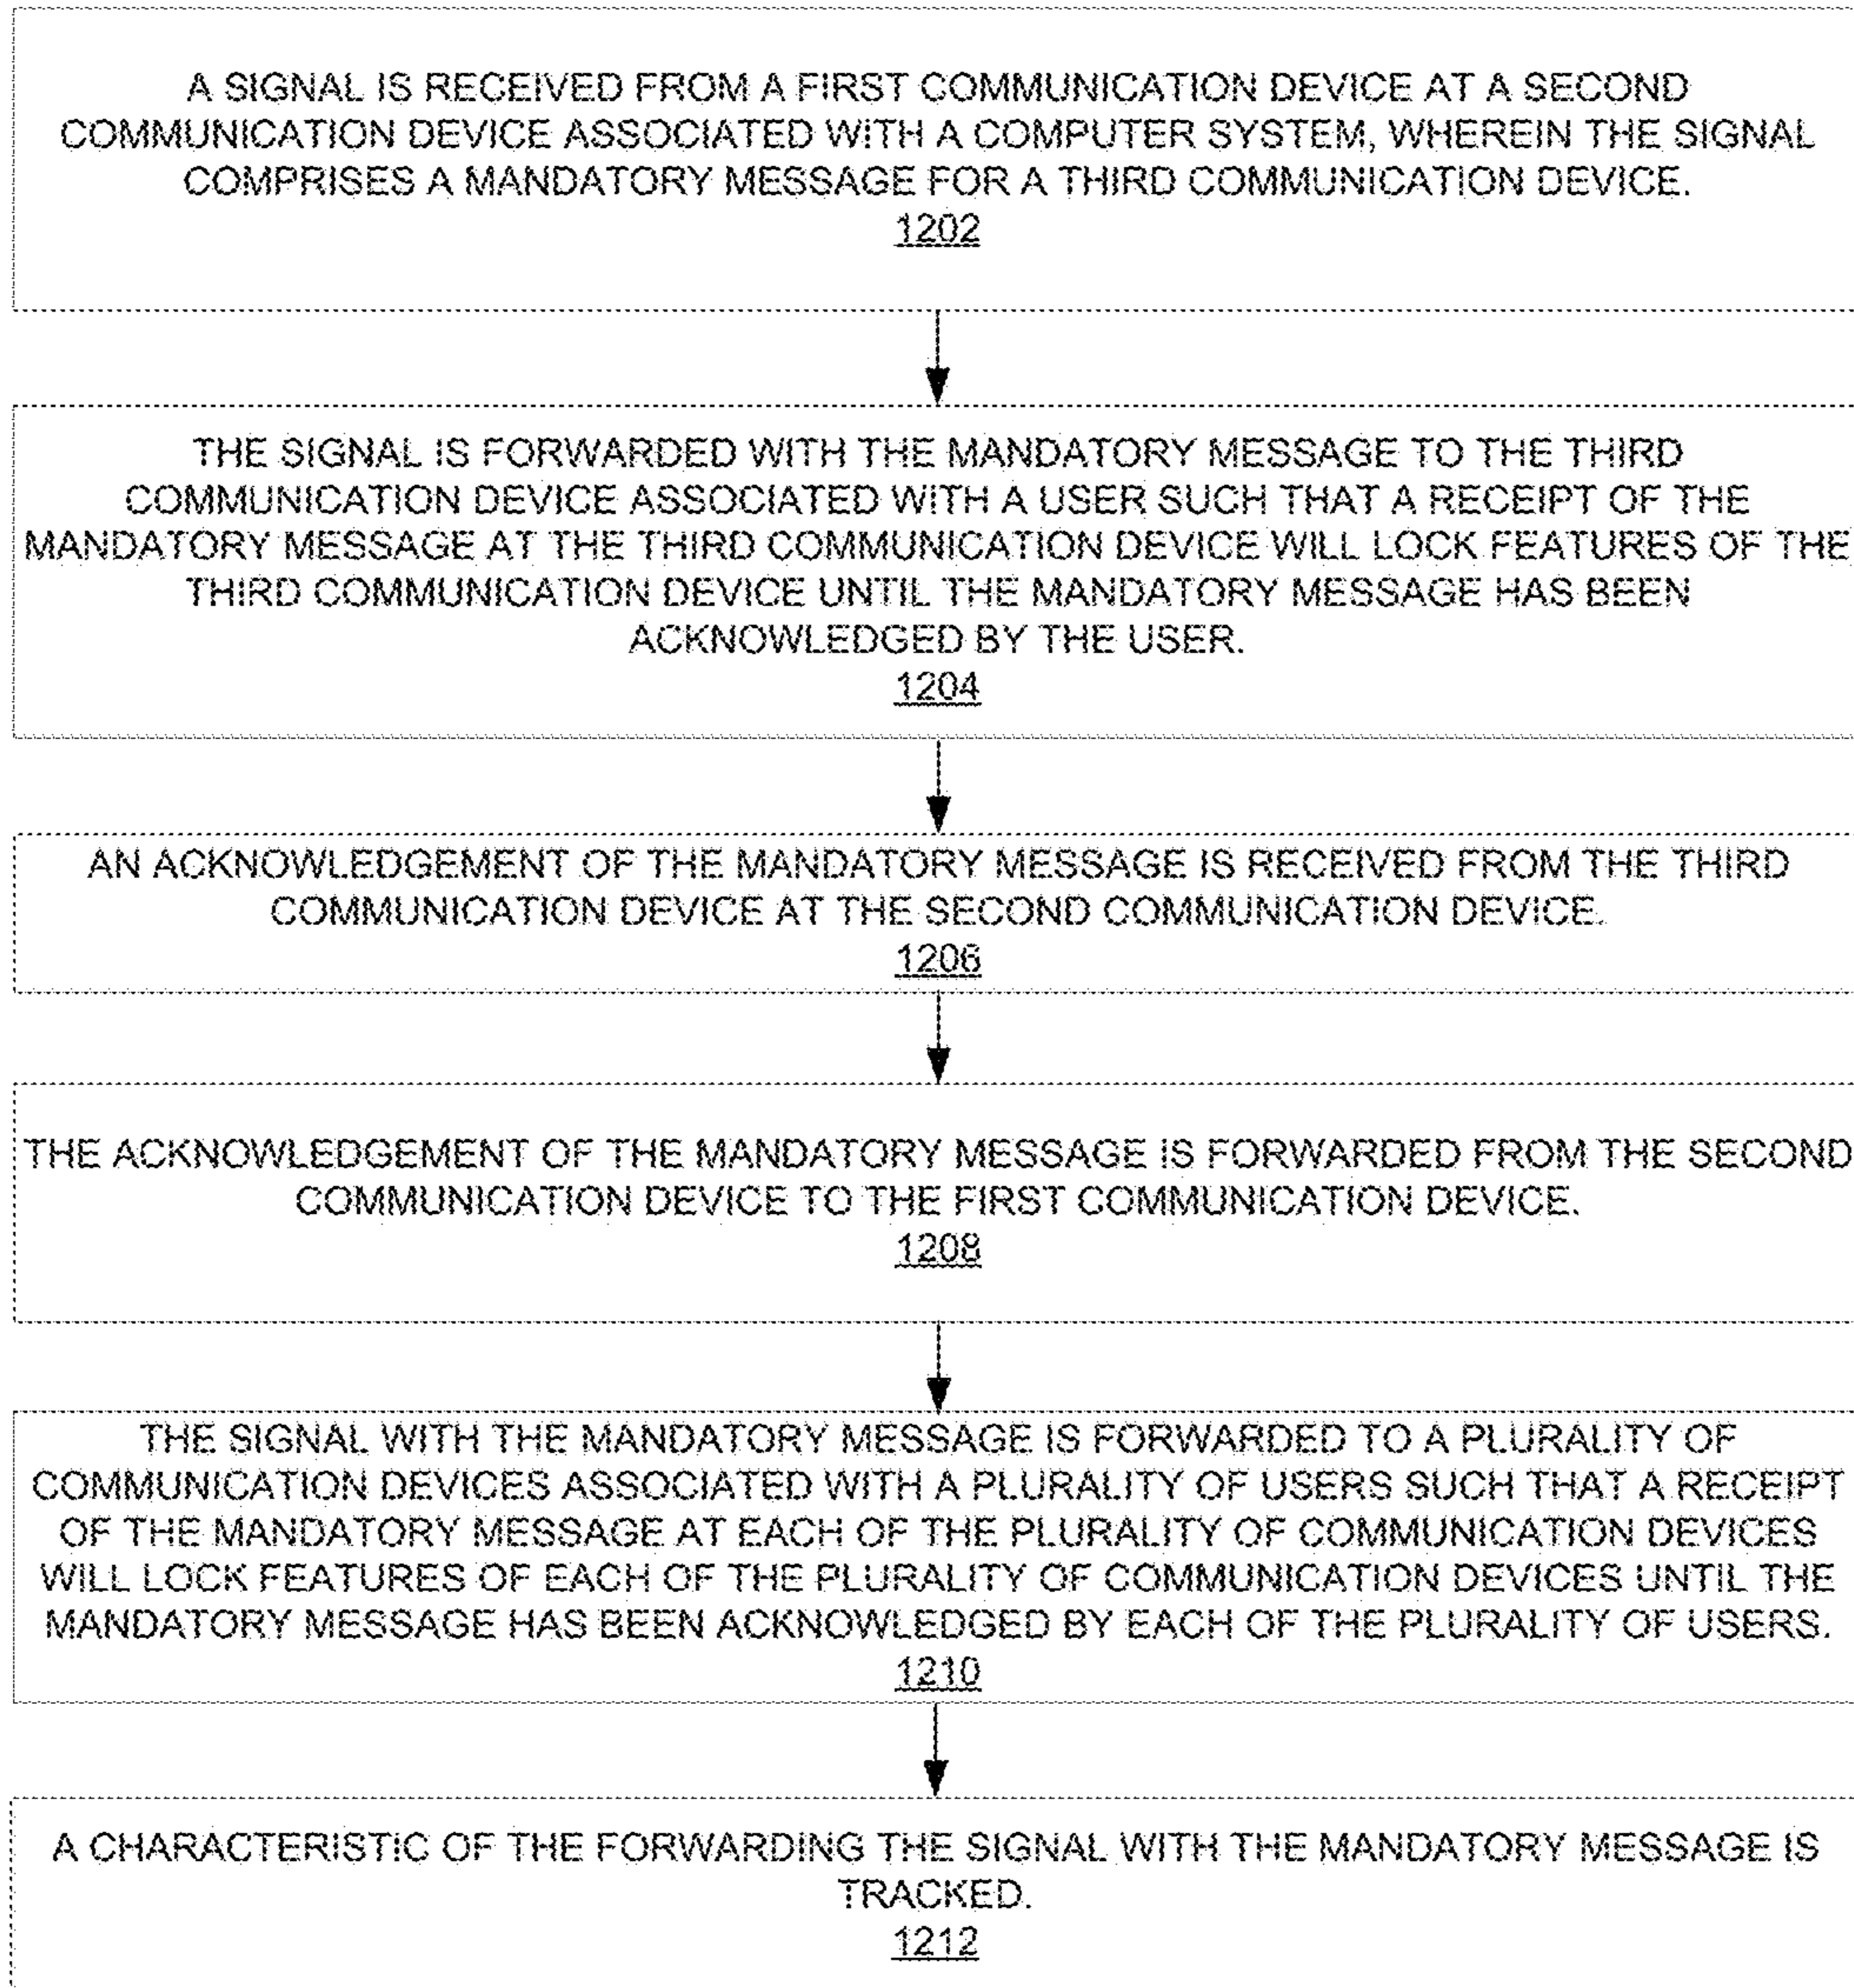 A SIGNAL IS RECEIVED FROM A FIRST COMMUNICATION DEVICE AT A SECOND
COMMUNICATION DEVICE ASSOCIATED WITH A COMPUTER SYSTEM, WHEREIN THE SIGNAL
COMPRISES A MANDATORY MESSAGE FOR A THIRD COMMUNICATION DEVICE.
1202
THE SIGNAL IS FORWARDED WITH THE MANDATORY MESSAGE TO THE THIRD
COMMUNICATION DEVICE ASSOCIATED WITH A USER SUCH THAT A RECEIPT OF THE
MANDATORY MESSAGE AT THE THIRD COMMUNICATION DEVICE WILL LOCK FEATURES OF THE
THIRD COMMUNICATION DEVICE UNTIL THE MANDATORY MESSAGE HAS BEEN
ACKNOWLEDGED BY THE USER.
1204
AN ACKNOWLEDGEMENT OF THE MANDATORY MESSAGE IS RECEIVED FROM THE THIRD
COMMUNICATION DEVICE AT THE SECOND COMMUNICATION DEVICE.
1206
THE ACKNOWLEDGEMENT OF THE MANDATORY MESSAGE IS FORWARDED FROM THE SECOND
COMMUNICATION DEVICE TO THE FIRST COMMUNICATION DEVICE.
1208
THE SIGNAL WITH THE MANDATORY MESSAGE IS FORWARDED TO A PLURALITY OF
COMMUNICATION DEVICES ASSOCIATED WITH A PLURALITY OF USERS SUCH THAT A RECEIPT
OF THE MANDATORY MESSAGE AT EACH OF THE PLURALITY OF COMMUNICATION DEVICES
WILL LOCK FEATURES OF EACH OF THE PLURALITY OF COMMUNICATION DEVICES UNTIL THE
MANDATORY MESSAGE HAS BEEN ACKNOWLEDGED BY EACH OF THE PLURALITY OF USERS.
1210
A CHARACTERISTIC OF THE FORWARDING THE SIGNAL WITH THE MANDATORY MESSAGE IS
TRACKED.
1212